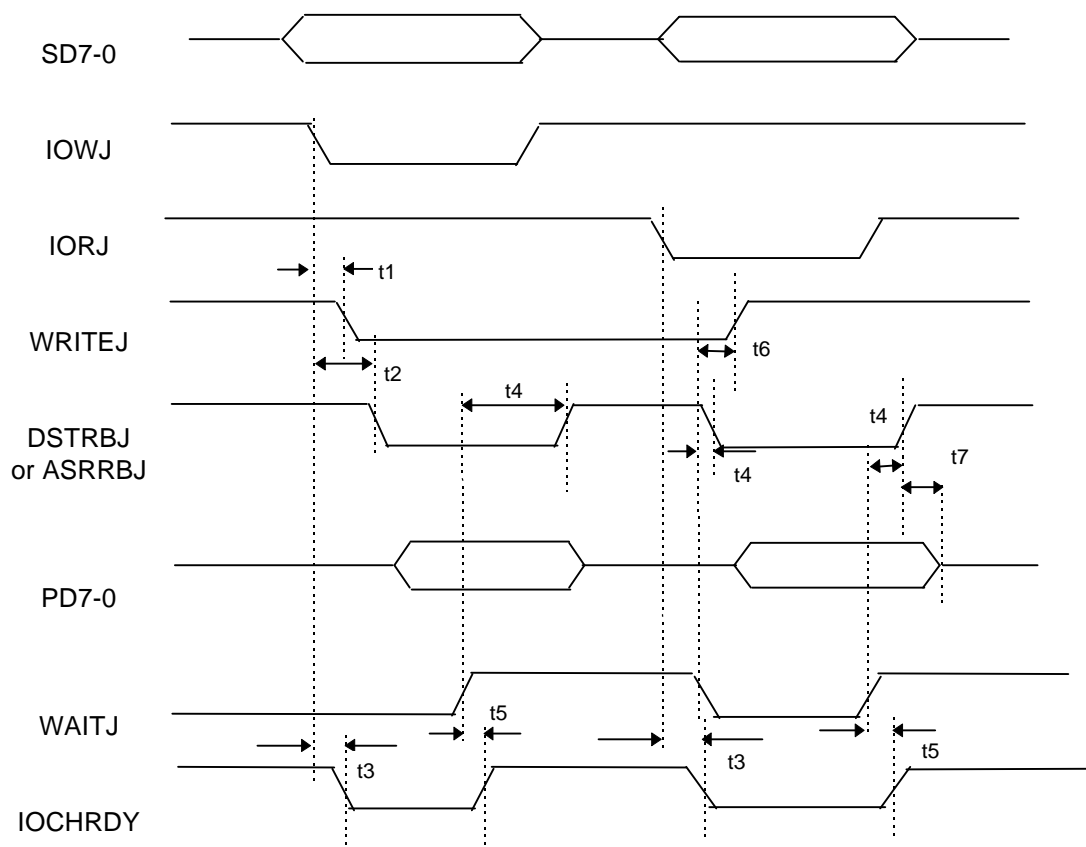 SD7-0
IOWJ
IORJ
t1
WRITEJ
t6
t2
t4
t4
DSTRBJ
or ASRRBJ
t4
t7
PD7-0
WAITJ
t5
t3
t3
t5
IOCHRDY